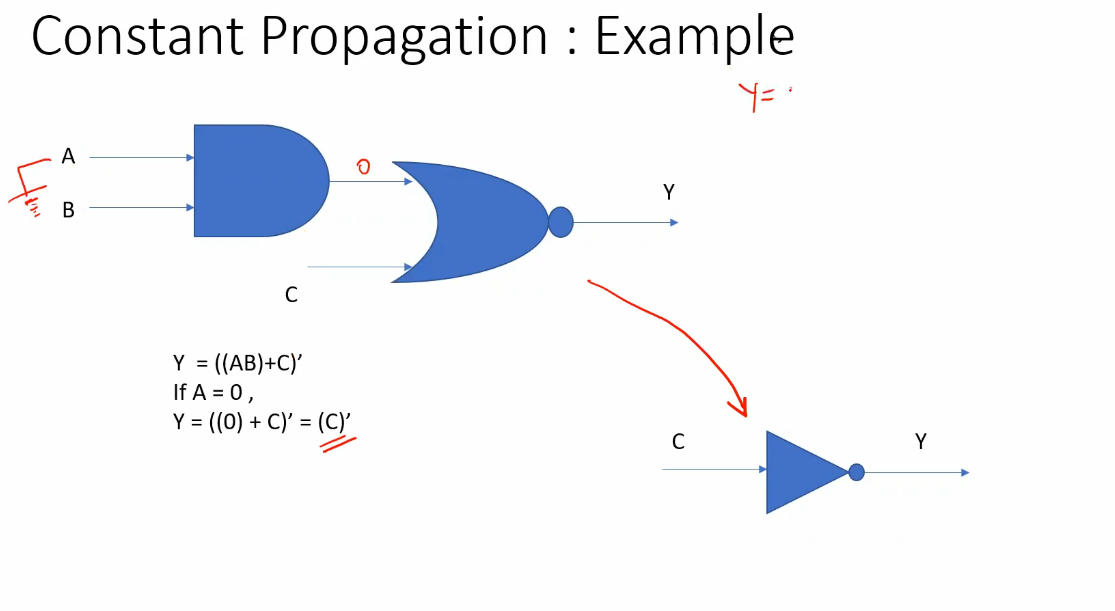 Constant Propagation : Example
Y=
A
0
B
Y
C
Y = ((AB)+C)’
If A = 0 ,
Y = ((0) + C)’ = (C)’
C
Y